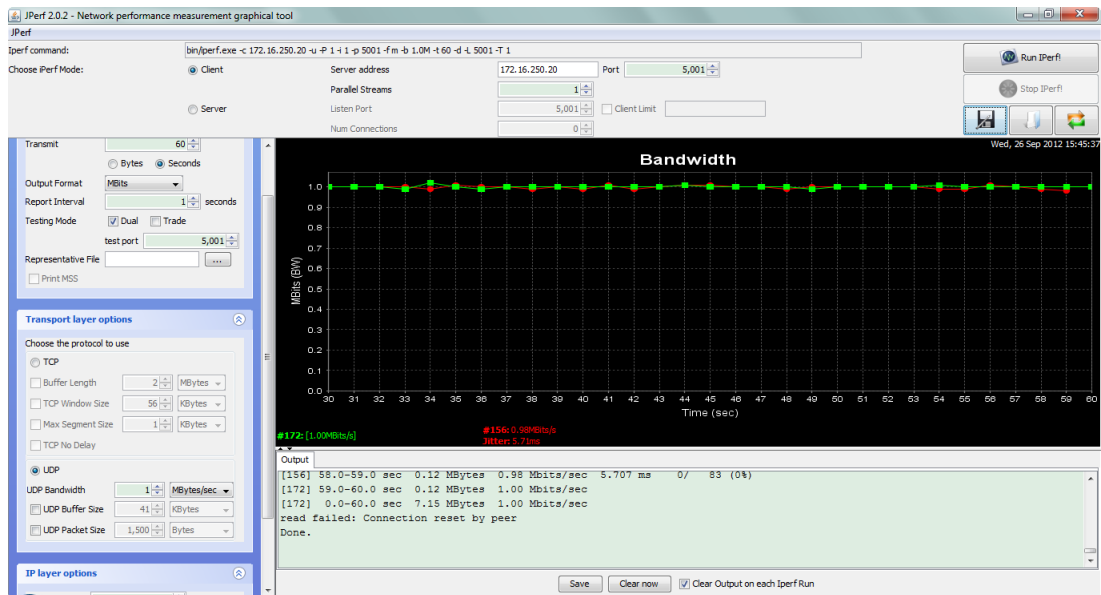 JPerf 2.0.2 - Network performance measurement graphical tool
JPerf
Iperf command:
bin/iperf.exe -c 172.16.250.20 -u -P 1 -i 1 -p 5001 -f m -b 1.0M -t 60 -d -L 5001 -T 1
Choose iPerf Mode:
Client
Server address
172.16.250.20
Port
5,001
Parallel Streams
1
Server
Listen Port
5,001
Client Limit
Num Connections
0
Run IPerf!
Stop IPerf!
Transmit
60
Bytes
Seconds
Output Format
MBits
Report Interval
1
seconds
Testing Mode
Dual
Trade
test port
5,001
Representative File
...
Print MSS
Transport layer options
Choose the protocol to use
TCP
Buffer Length
2
MBytes
TCP Window Size
56
KBytes
Max Segment Size
1
KBytes
TCP No Delay
UDP
UDP Bandwidth
1
MBytes/sec
UDP Buffer Size
41
KBytes
UDP Packet Size
1,500
Bytes
IP layer options
Wed, 26 Sep 2012 15:45:37
Bandwidth
MBits (BW)
1.0
0.9
0.8
0.7
0.6
0.5
0.4
0.3
0.2
0.1
0.0
30 31 32 33 34 35 36 37 38 39 40 41 42 43 44 45 46 47 48 49 50 51 52 53 54 55 56 57 58 59 60
Time (sec)
#172: [1.00MBits/s]
#156: 0.98MBits/s
Jitter: 5.71ms
Output
[156] 58.0-59.0 sec 0.12 MBytes 0.98 Mbits/sec 5.707 ms 0/ 83 (0%)
[172] 59.0-60.0 sec 0.12 MBytes 1.00 Mbits/sec
[172] 0.0-60.0 sec 7.15 MBytes 1.00 Mbits/sec
read failed: Connection reset by peer
Done.
Save
Clear now
Clear Output on each Iperf Run